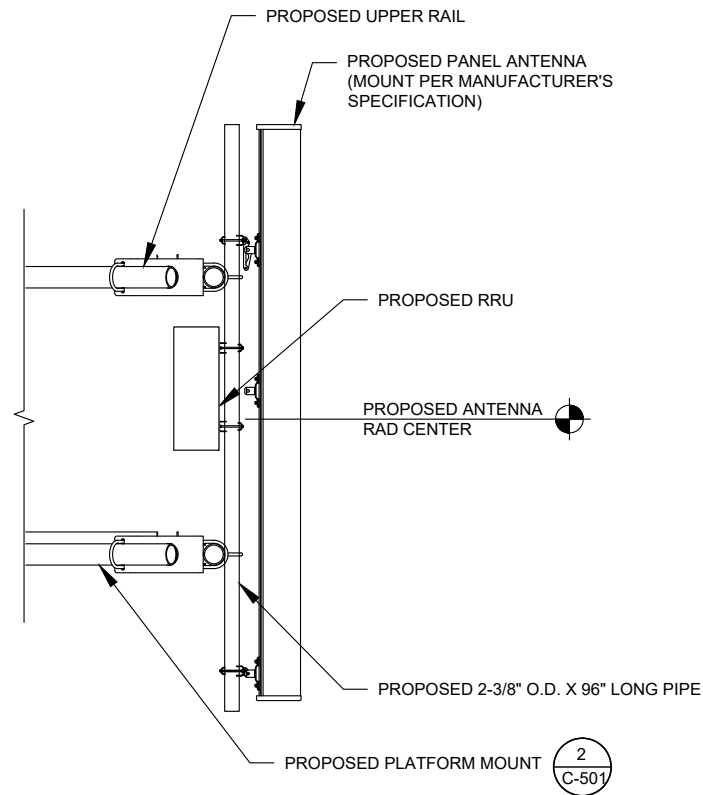 PROPOSED UPPER RAIL
PROPOSED PANEL ANTENNA
(MOUNT PER MANUFACTURER'S
SPECIFICATION)
PROPOSED RRU
PROPOSED ANTENNA
RAD CENTER
PROPOSED 2-3/8" O.D. X 96" LONG PIPE
PROPOSED PLATFORM MOUNT
2
C-501